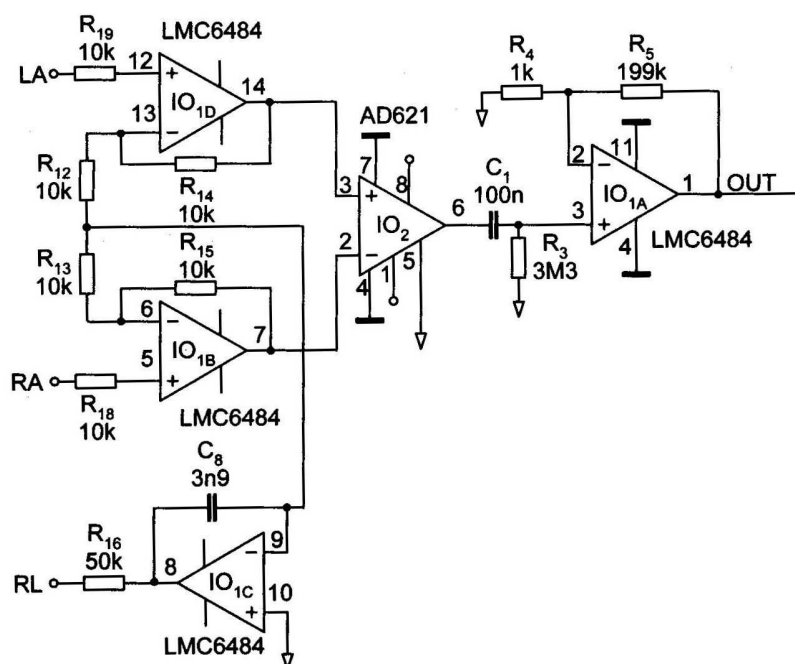 R19
10k
LMC6484
LA
12
+
14
IO1D
13
−
R12
10k
R14
10k
R13
10k
R15
10k
6
−
7
IO1B
5
+
RA
R18
10k
LMC6484
AD621
7
8
3
+
IO2
6
2
−
4
1
5
C1
100n
R3
3M3
R4
1k
R5
199k
2
−
11
IO1A
1
OUT
3
+
4
LMC6484
C8
3n9
R16
50k
8
9
−
IO1C
10
+
RL
LMC6484